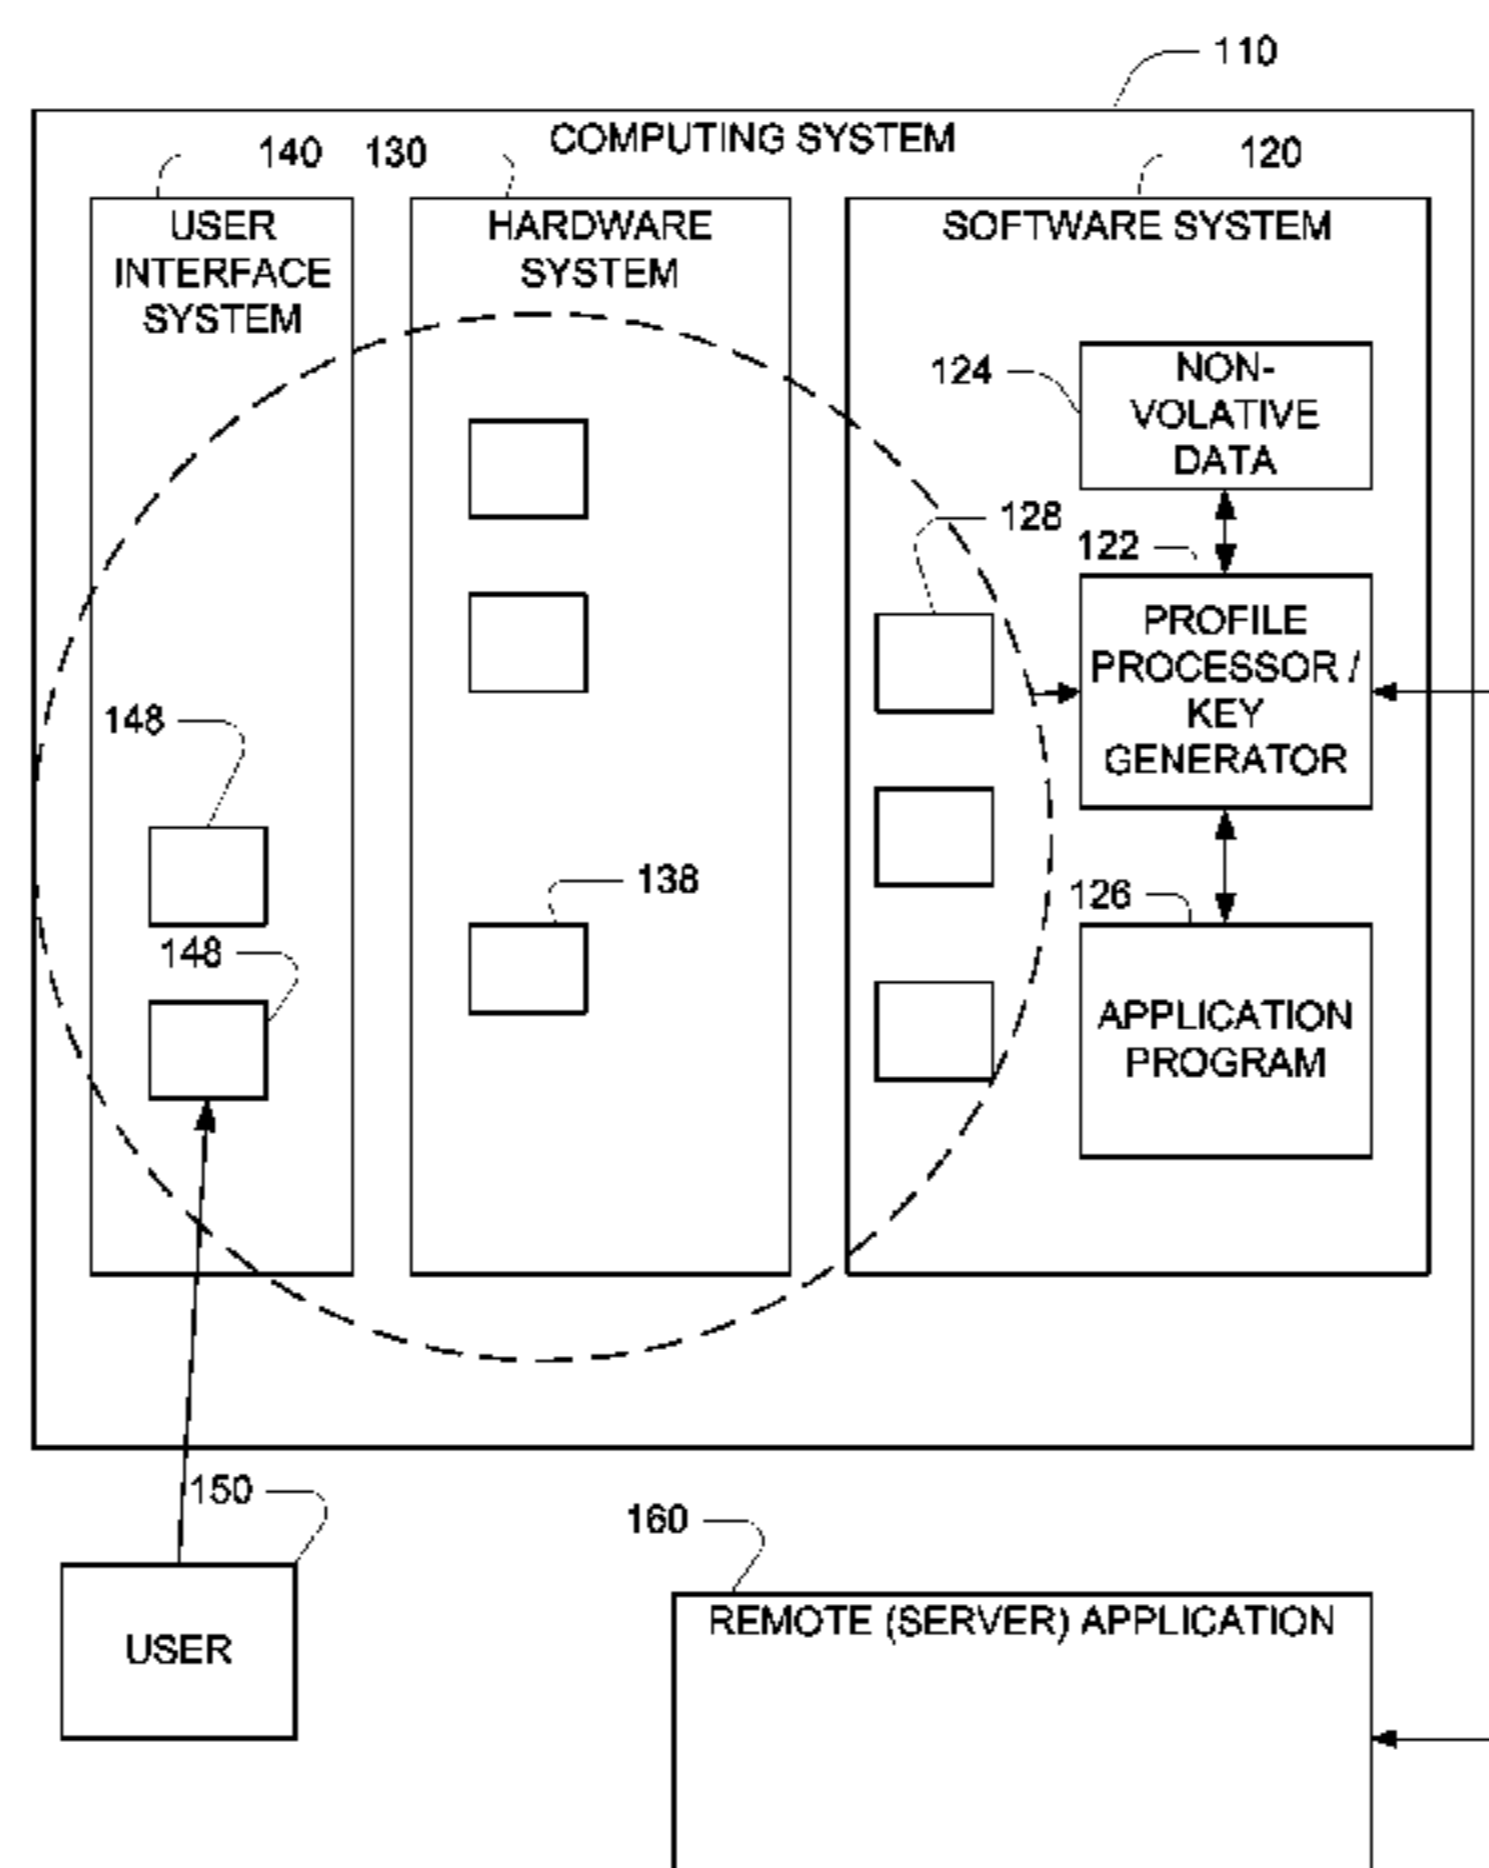 110
COMPUTING SYSTEM
140
130
120
USER
INTERFACE
SYSTEM
HARDWARE
SYSTEM
SOFTWARE SYSTEM
124
NON-
VOLATIVE
DATA
128
122
PROFILE
PROCESSOR /
KEY
GENERATOR
148
138
126
148
APPLICATION
PROGRAM
150
160
USER
REMOTE (SERVER) APPLICATION